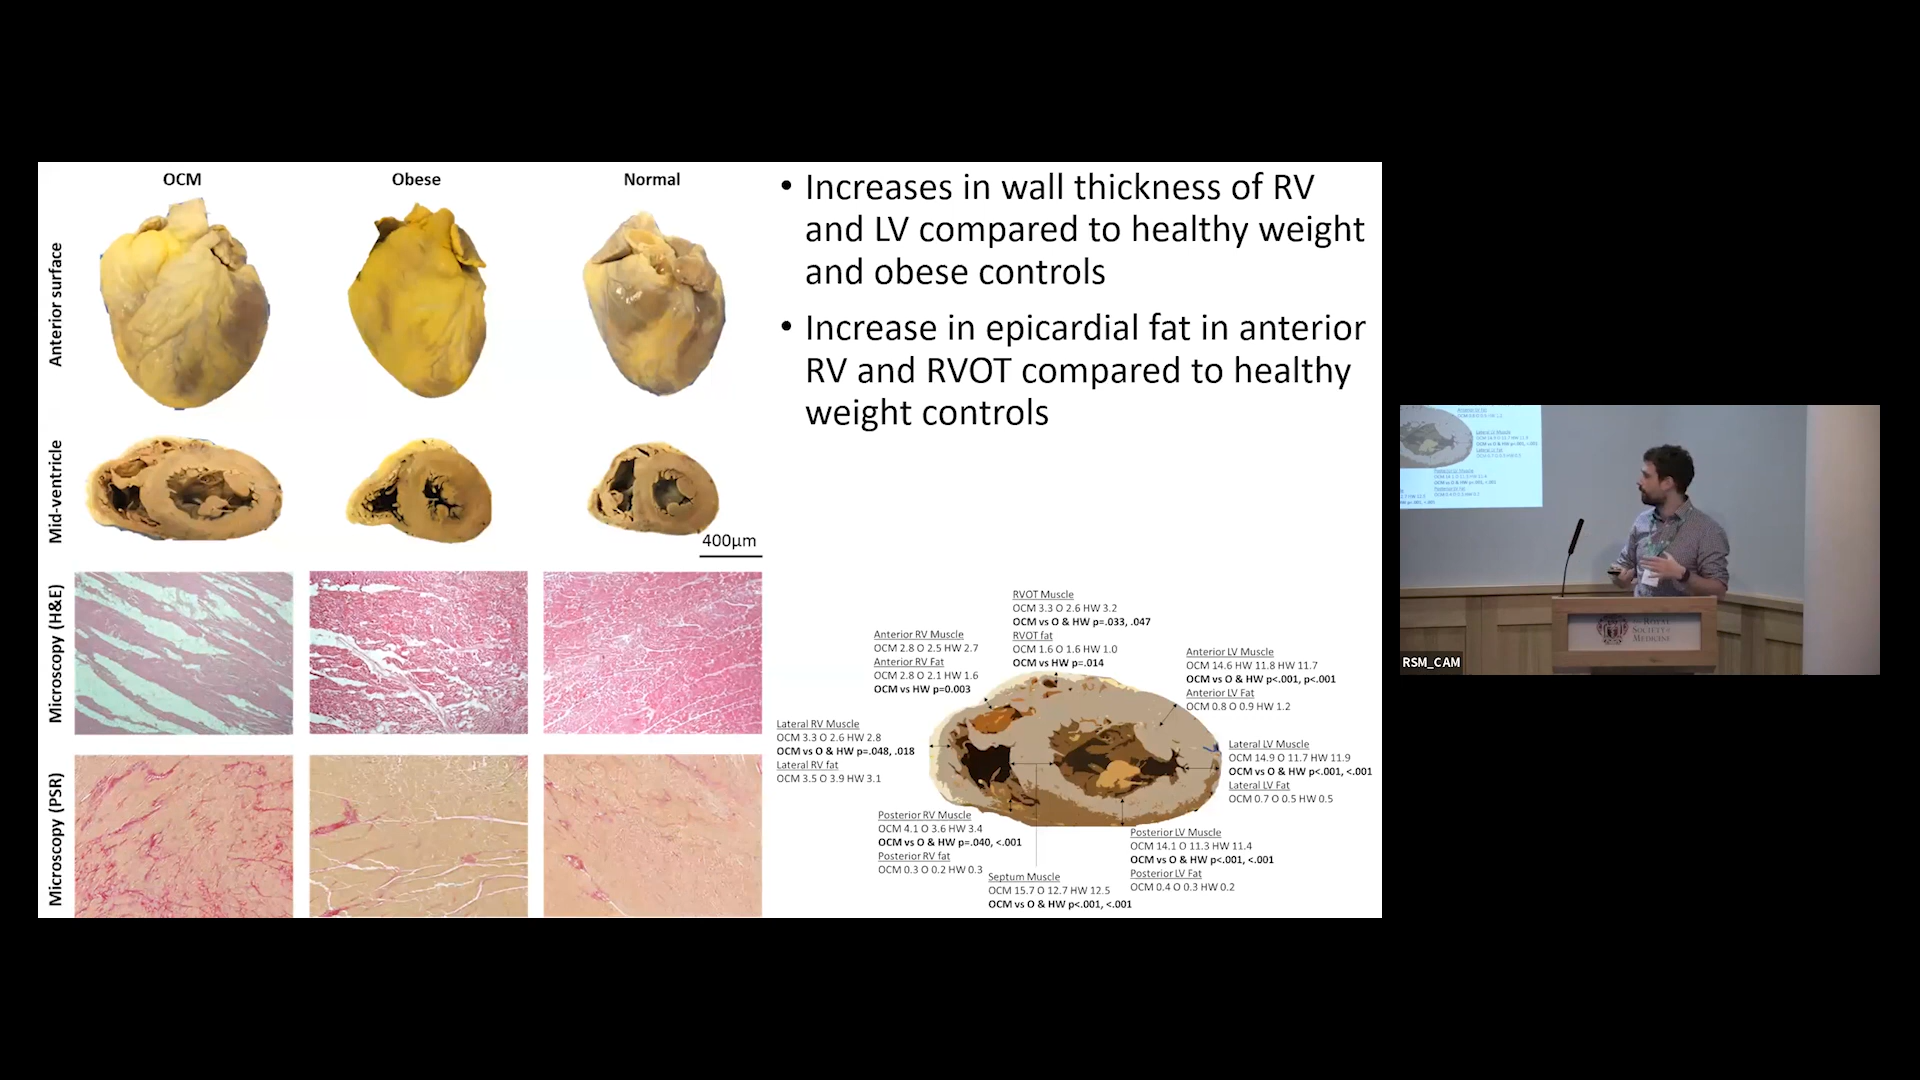 OCM
Obese
Normal
Anterior surface
Mid-ventricle
Microscopy (H&E)
Microscopy (PSR)
400µm
• Increases in wall thickness of RV
and LV compared to healthy weight
and obese controls
• Increase in epicardial fat in anterior
RV and RVOT compared to healthy
weight controls
RVOT Muscle
OCM 3.3 O 2.6 HW 3.2
OCM vs O & HW p=.033, .047
RVOT fat
OCM 1.6 O 1.6 HW 1.0
OCM vs HW p=.014
Anterior RV Muscle
OCM 2.8 O 2.5 HW 2.7
Anterior RV Fat
OCM 2.8 O 2.1 HW 1.6
OCM vs HW p=0.003
Anterior LV Muscle
OCM 14.6 HW 11.8 HW 11.7
OCM vs O & HW p<.001, p<.001
Anterior LV Fat
OCM 0.8 O 0.9 HW 1.2
Lateral RV Muscle
OCM 3.3 O 2.6 HW 2.8
OCM vs O & HW p=.048, .018
Lateral RV fat
OCM 3.5 O 3.9 HW 3.1
Lateral LV Muscle
OCM 14.9 O 11.7 HW 11.9
OCM vs O & HW p<.001, <.001
Lateral LV Fat
OCM 0.7 O 0.5 HW 0.5
Posterior RV Muscle
OCM 4.1 O 3.6 HW 3.4
OCM vs O & HW p=.040, <.001
Posterior RV fat
OCM 0.3 O 0.2 HW 0.3
Posterior LV Muscle
OCM 14.1 O 11.3 HW 11.4
OCM vs O & HW p<.001, <.001
Posterior LV Fat
OCM 0.4 O 0.3 HW 0.2
Septum Muscle
OCM 15.7 O 12.7 HW 12.5
OCM vs O & HW p<.001, <.001
ROYAL
SOCIETY of
MEDICINE
RSM_CAM